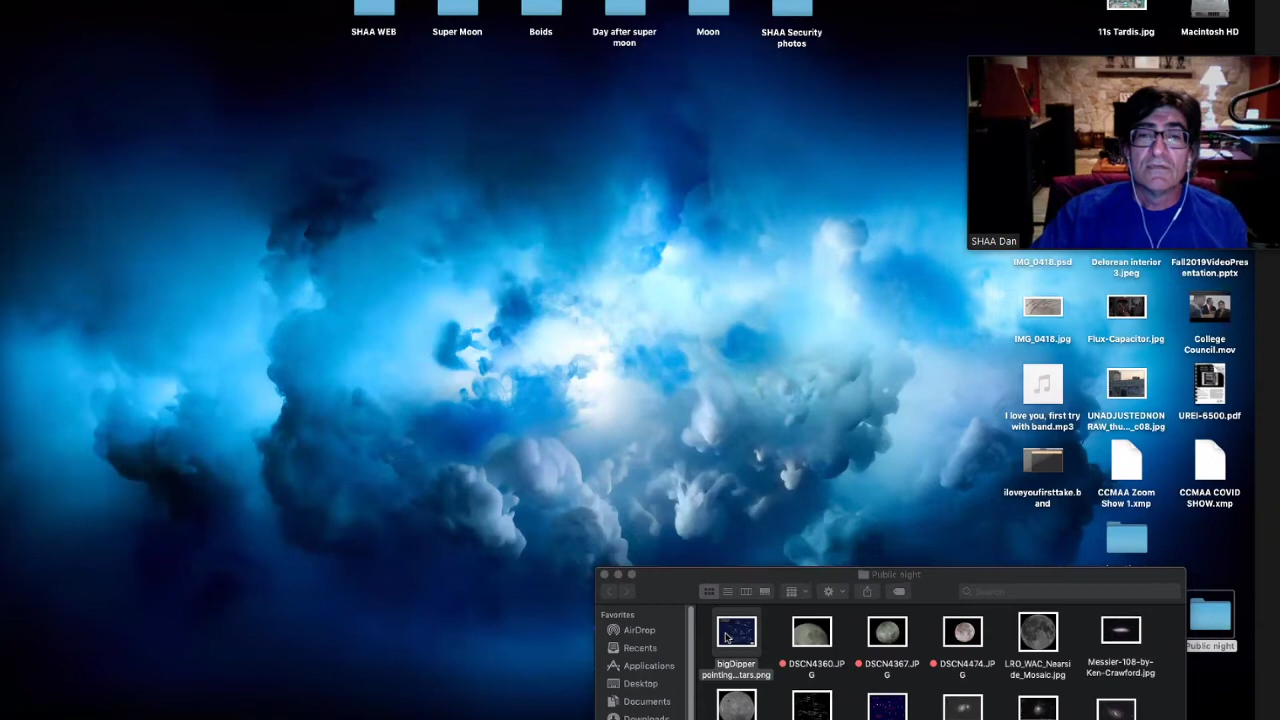 SHAA WEB
Super Moon
Boids
Day after super
moon
Moon
SHAA Security
photos
11s Tardis.jpg
Macintosh HD
SHAA Dan
IMG_0418.psd
Delorean interior
3.jpeg
Fall2019VideoPres
entation.pptx
IMG_0418.jpg
Flux-Capacitor.jpg
College
Council.mov
I love you, first try
with band.mp3
UNADJUSTEDNON
RAW_thu..._c08.jpg
UREI-6500.pdf
iloveyoufirsttake.b
and
CCMAA Zoom
Show 1.xmp
CCMAA COVID
SHOW.xmp
Public night
Search
Favorites
AirDrop
Recents
Applications
Desktop
Documents
Downloads
bigDipper
pointing...tars.png
DSCN4360.JP
G
DSCN4367.JP
G
DSCN4474.JP
G
LRO_WAC_Nearsi
de_Mosaic.jpg
Messier-108-by-
Ken-Crawford.jpg
Public night